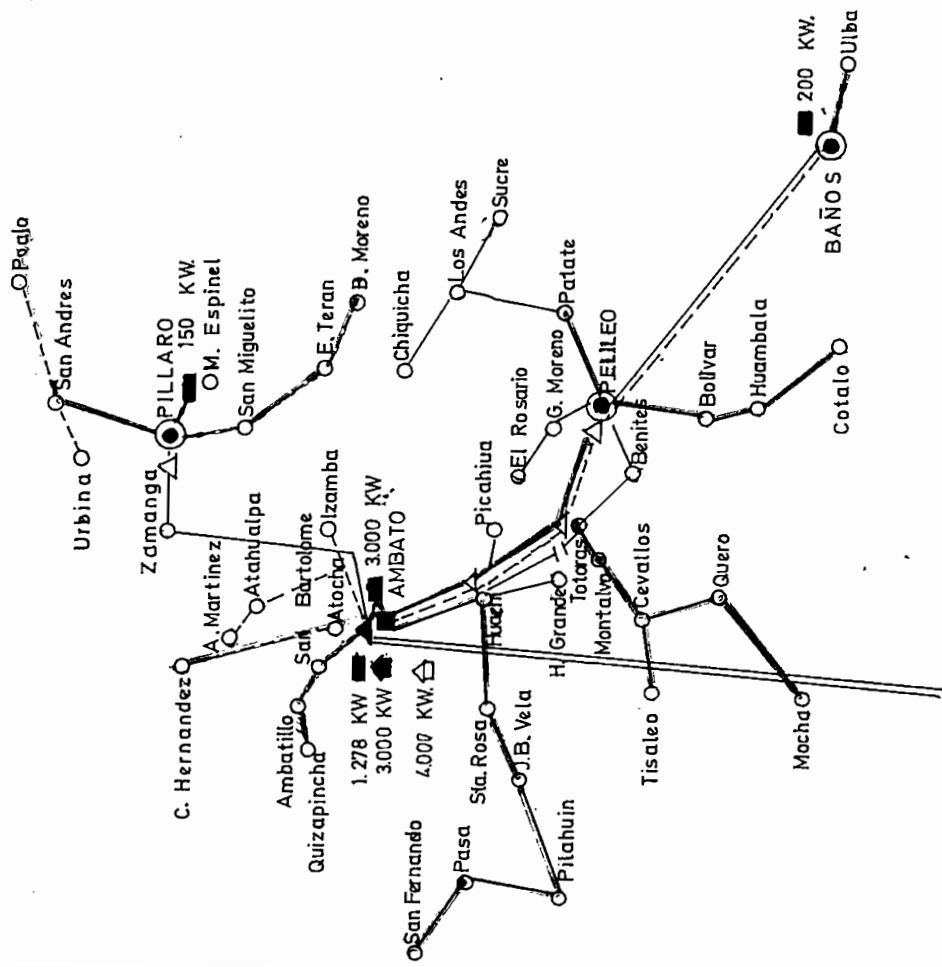 Paqlo
San Andres
Urbina
PILLARO
150 KW.
M. Espinel
Zamanga
San Miguelito
E. Teran
B. Moreno
A. Martinez
Atahualpa
Izamba
San Bartolome
Atocha
C. Hernandez
Ambatillo
Quizapincha
3.000 KW
AMBATO
1.278 KW
3.000 KW
4.000 KW.
Chiquicha
Los Andes
Sucre
Patate
El Rosario
G. Moreno
PELILEO
Picahiua
Huachi
H. Grande
Totoras
Benites
Montalvo
Cevallos
Quero
Tisaleo
Mocha
Sta. Rosa
J.B. Vela
Pilahuin
Pasa
San Fernando
Bolívar
Huambala
Cotalo
BAÑOS
200 KW.
Ulba